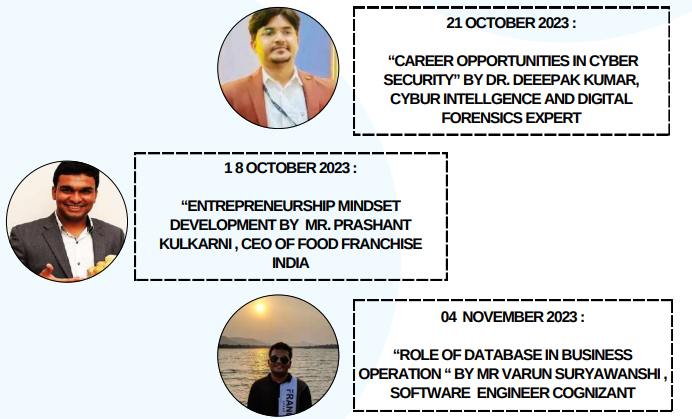 21 OCTOBER 2023 :
“CAREER OPPORTUNITIES IN CYBER
SECURITY” BY DR. DEEEPAK KUMAR,
CYBUR INTELLGENCE AND DIGITAL
FORENSICS EXPERT
1 8 OCTOBER 2023 :
“ENTREPRENEURSHIP MINDSET
DEVELOPMENT BY  MR. PRASHANT
KULKARNI , CEO OF FOOD FRANCHISE
INDIA
04  NOVEMBER 2023 :
“ROLE OF DATABASE IN BUSINESS
OPERATION “ BY MR VARUN SURYAWANSHI ,
SOFTWARE  ENGINEER COGNIZANT
FRAN